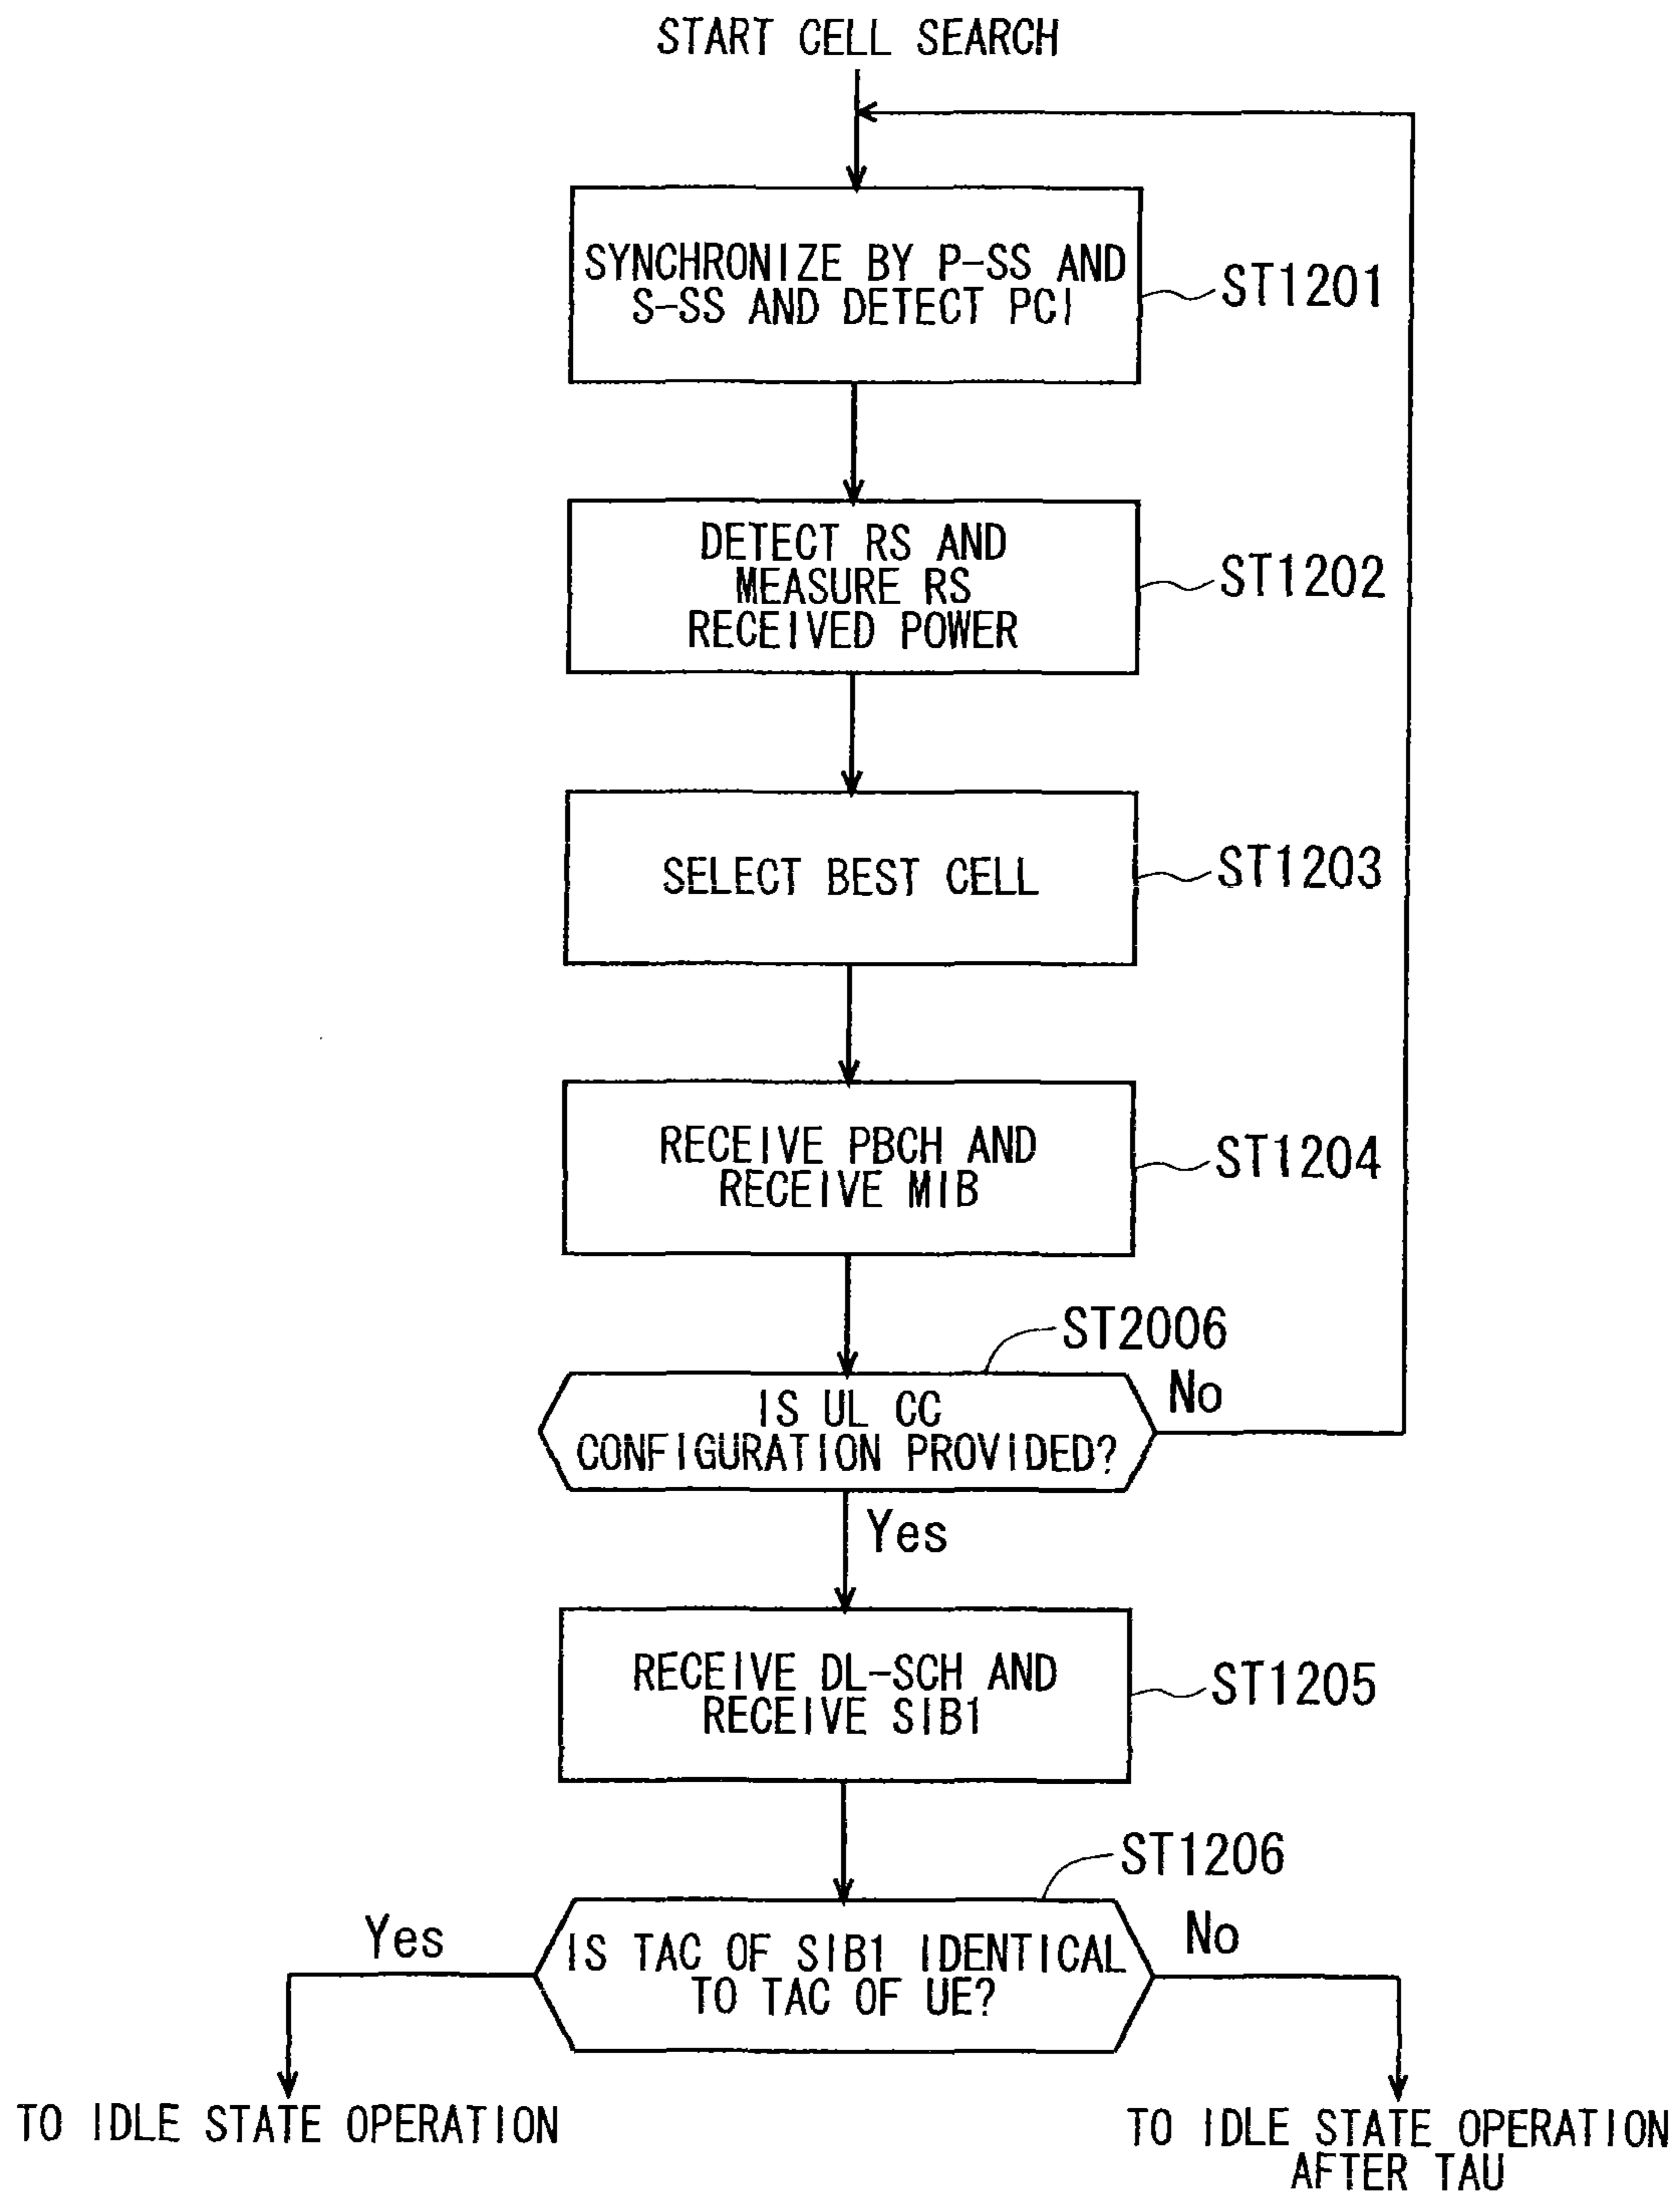 START CELL SEARCH
SYNCHRONIZE BY P-SS AND
S-SS AND DETECT PCI
ST1201
DETECT RS AND
MEASURE RS
RECEIVED POWER
ST1202
SELECT BEST CELL
ST1203
RECEIVE PBCH AND
RECEIVE MIB
ST1204
ST2006
IS UL CC
CONFIGURATION PROVIDED?
No
Yes
RECEIVE DL-SCH AND
RECEIVE SIB1
ST1205
ST1206
IS TAC OF SIB1 IDENTICAL
TO TAC OF UE?
Yes
No
TO IDLE STATE OPERATION
TO IDLE STATE OPERATION
AFTER TAU